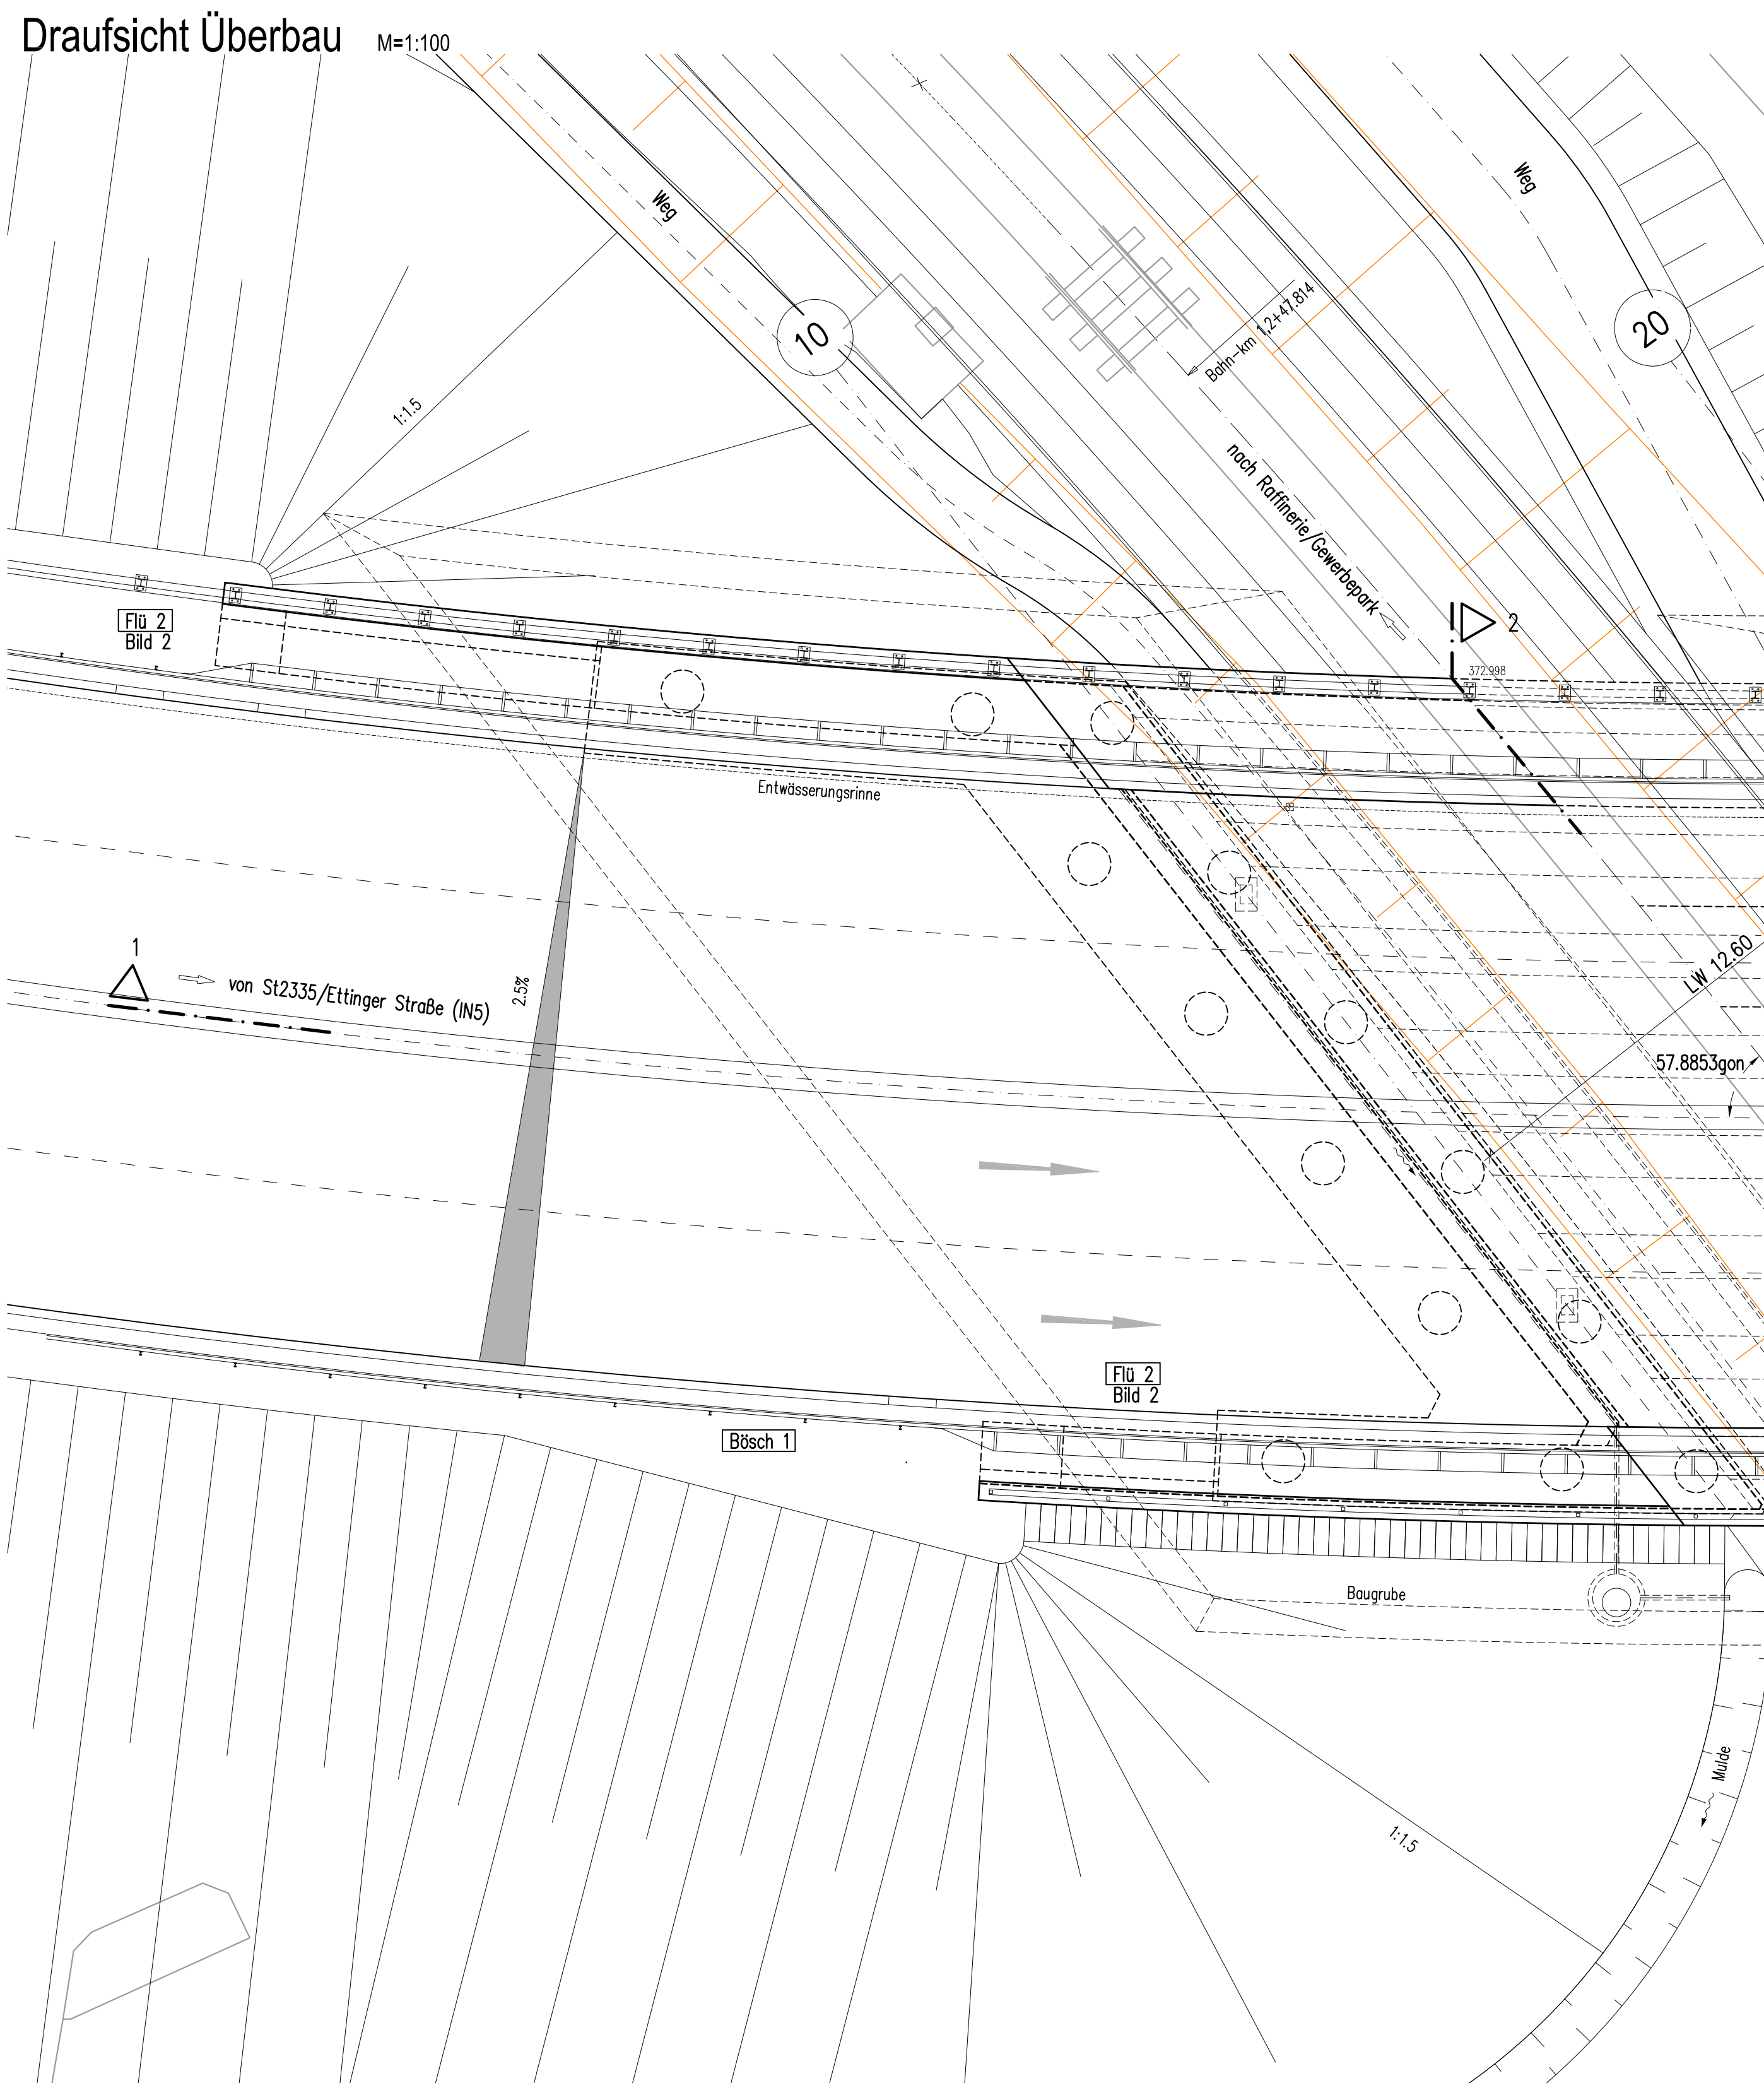 Draufsicht Überbau M=1:100
Weg
Weg
10
20
Bahn-km 1,2+47.814
1:1.5
nach Raffinerie/Gewerbepark
2
372.998
Flü 2
Bild 2
Entwässerungsrinne
1
von St2335/Ettinger Straße (IN5)
2.5%
LW 12.60
57.8853gon
Flü 2
Bild 2
Bösch 1
Baugrube
Mulde
1:1.5